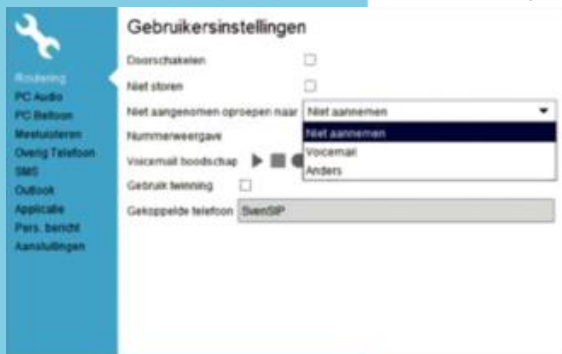 Gebruikersinstellingen
Routering
PC Audio
PC Beltoon
Meeluisteren
Overig Telefoon
SMS
Outlook
Applicatie
Pers. bericht
Aansluitingen
Doorschakelen
Niet storen
Niet aangenomen oproepen naar Niet aannemen
Niet aannemen
Voicemail
Anders
Nummerweergave
Voicemail boodschap
Gebruik twinning
Gekoppelde telefoon SvenSIP